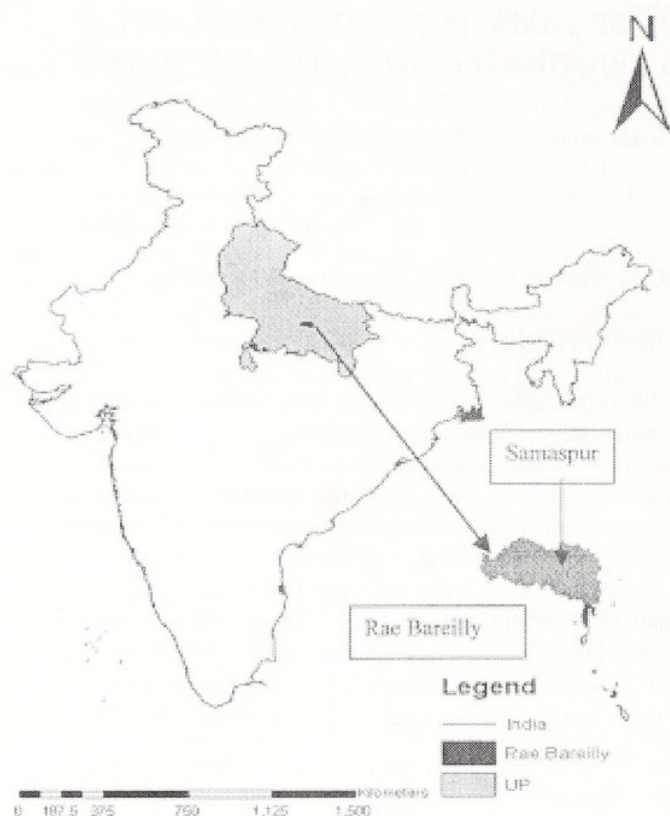 N
Samaspur
Rae Bareilly
Legend
India
Rae Bareilly
UP
Kilometers
0 187.5 375 750 1,125 1,500